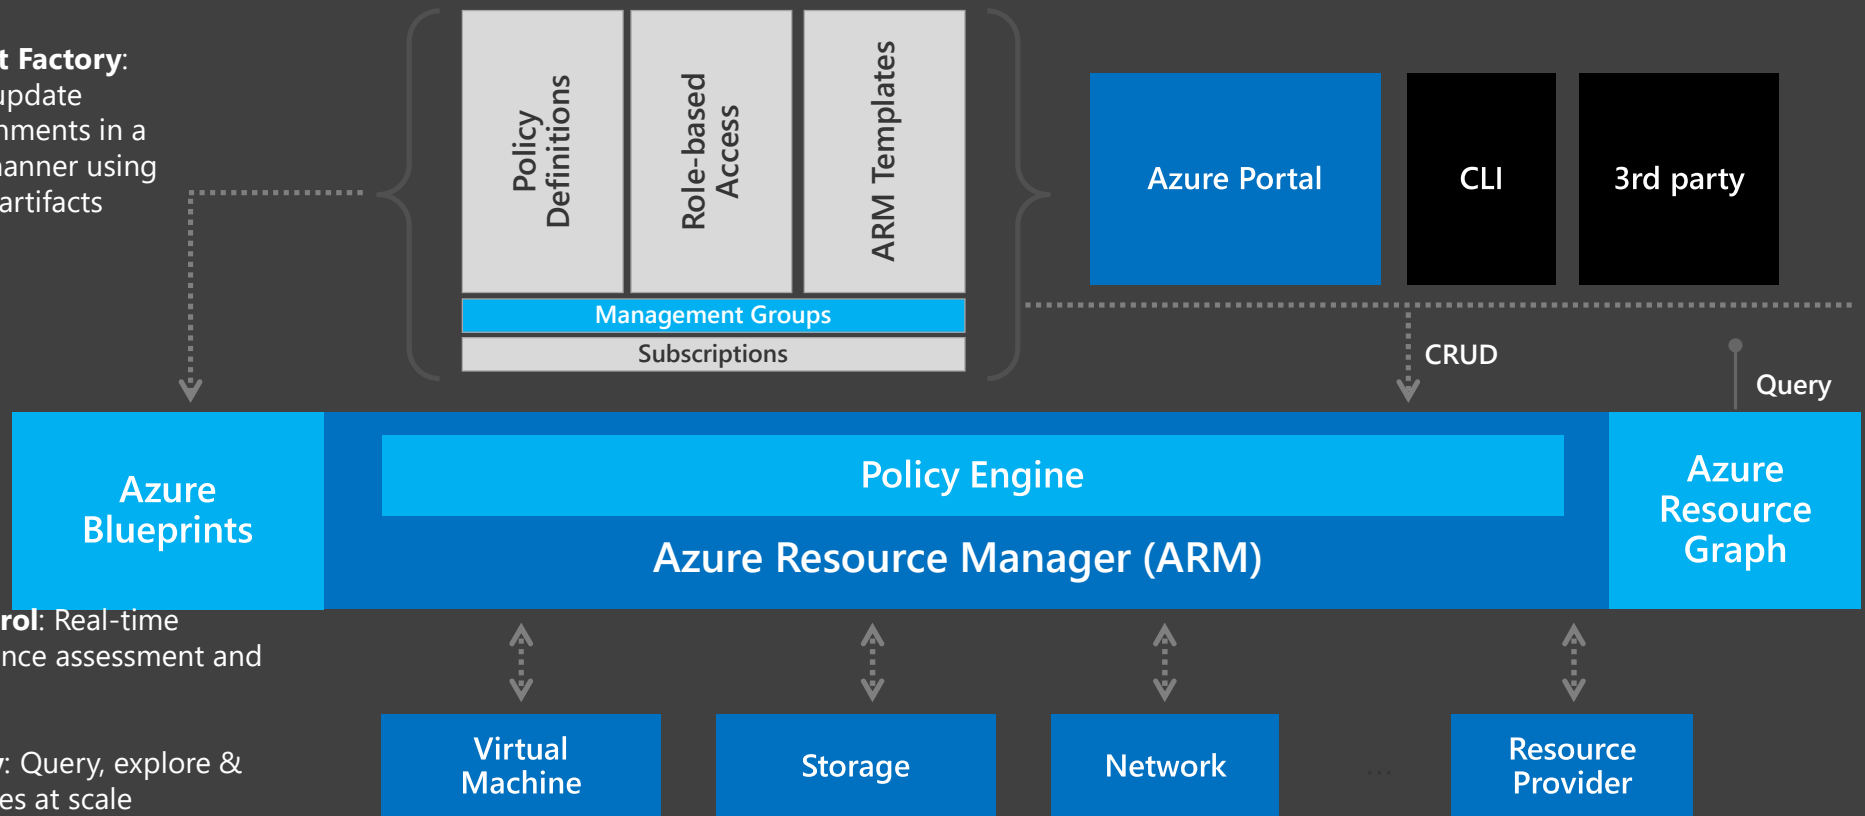 t Factory:
update
nments in a
nanner using
artifacts
Policy
Definitions
Role-based
Access
ARM Templates
Management Groups
Subscriptions
Azure Portal
CLI
3rd party
CRUD
Query
Azure
Blueprints
Policy Engine
Azure Resource Manager (ARM)
Azure
Resource
Graph
rol: Real-time
nce assessment and
: Query, explore &
es at scale
Virtual
Machine
Storage
Network
...
Resource
Provider